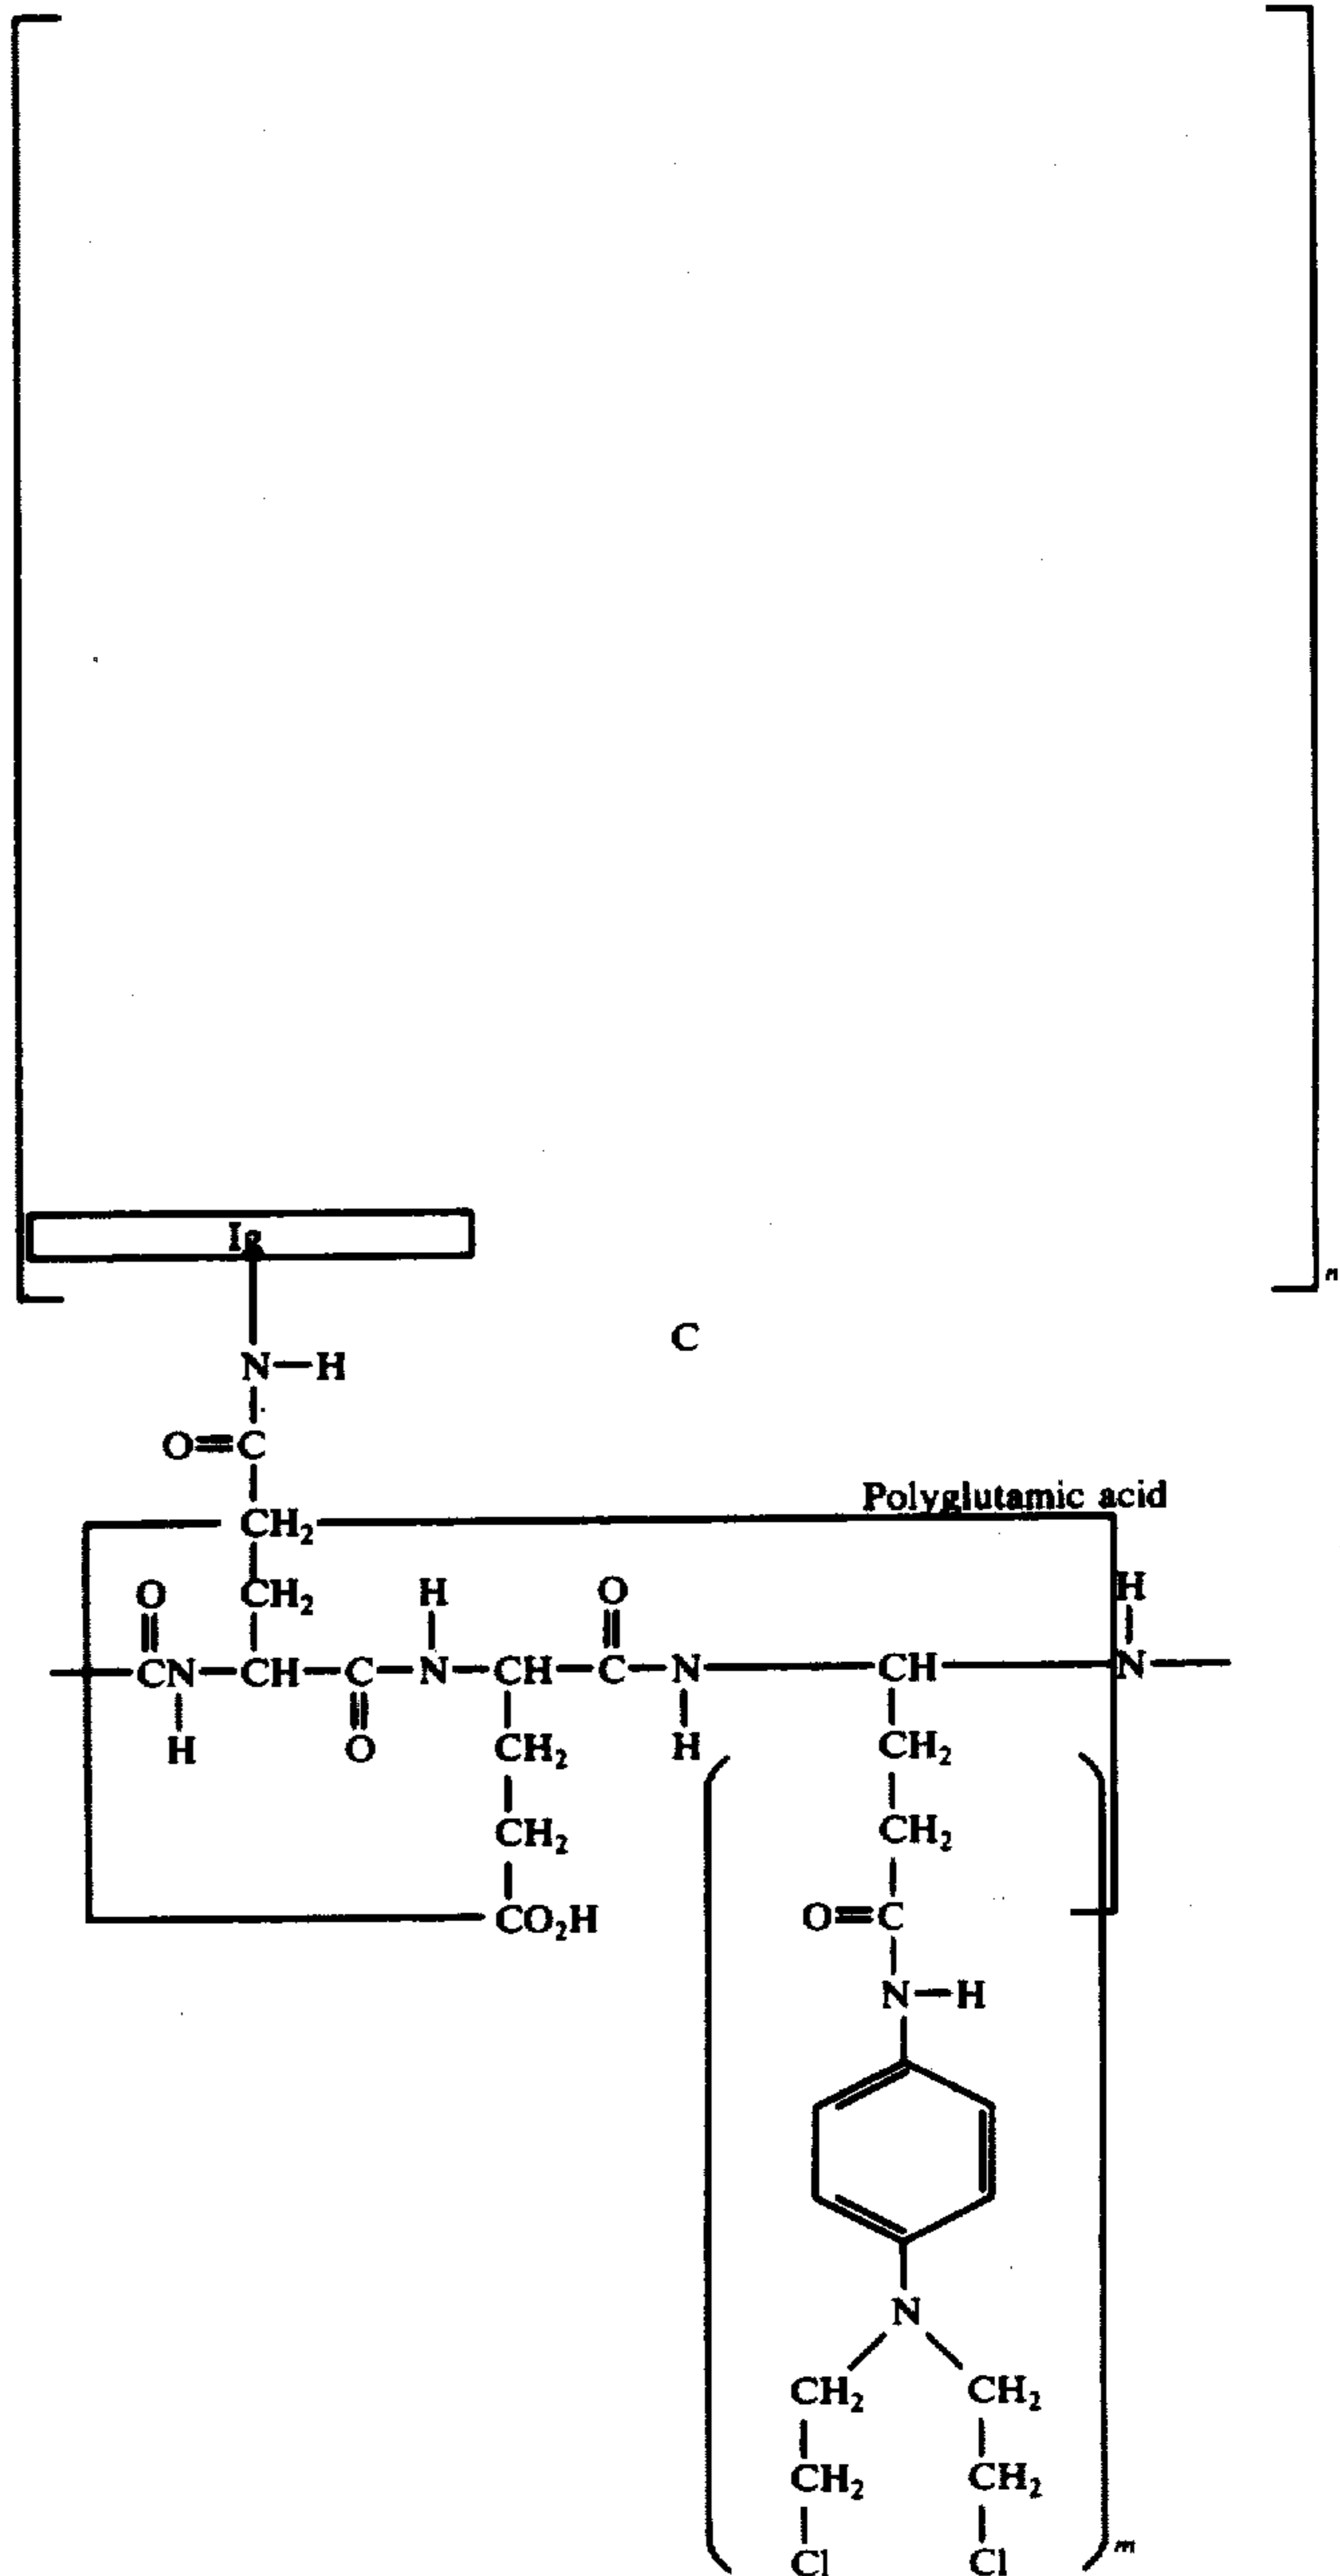 Ig
n
C
N—H
O=C
Polyglutamic acid
CH₂
O CH₂ H O H
CN—CH—C—N—CH—C—N—CH—N
H O CH₂ H CH₂
CH₂ CH₂
CO₂H O=C
N—H
N
CH₂ CH₂
CH₂ CH₂
Cl Cl
m